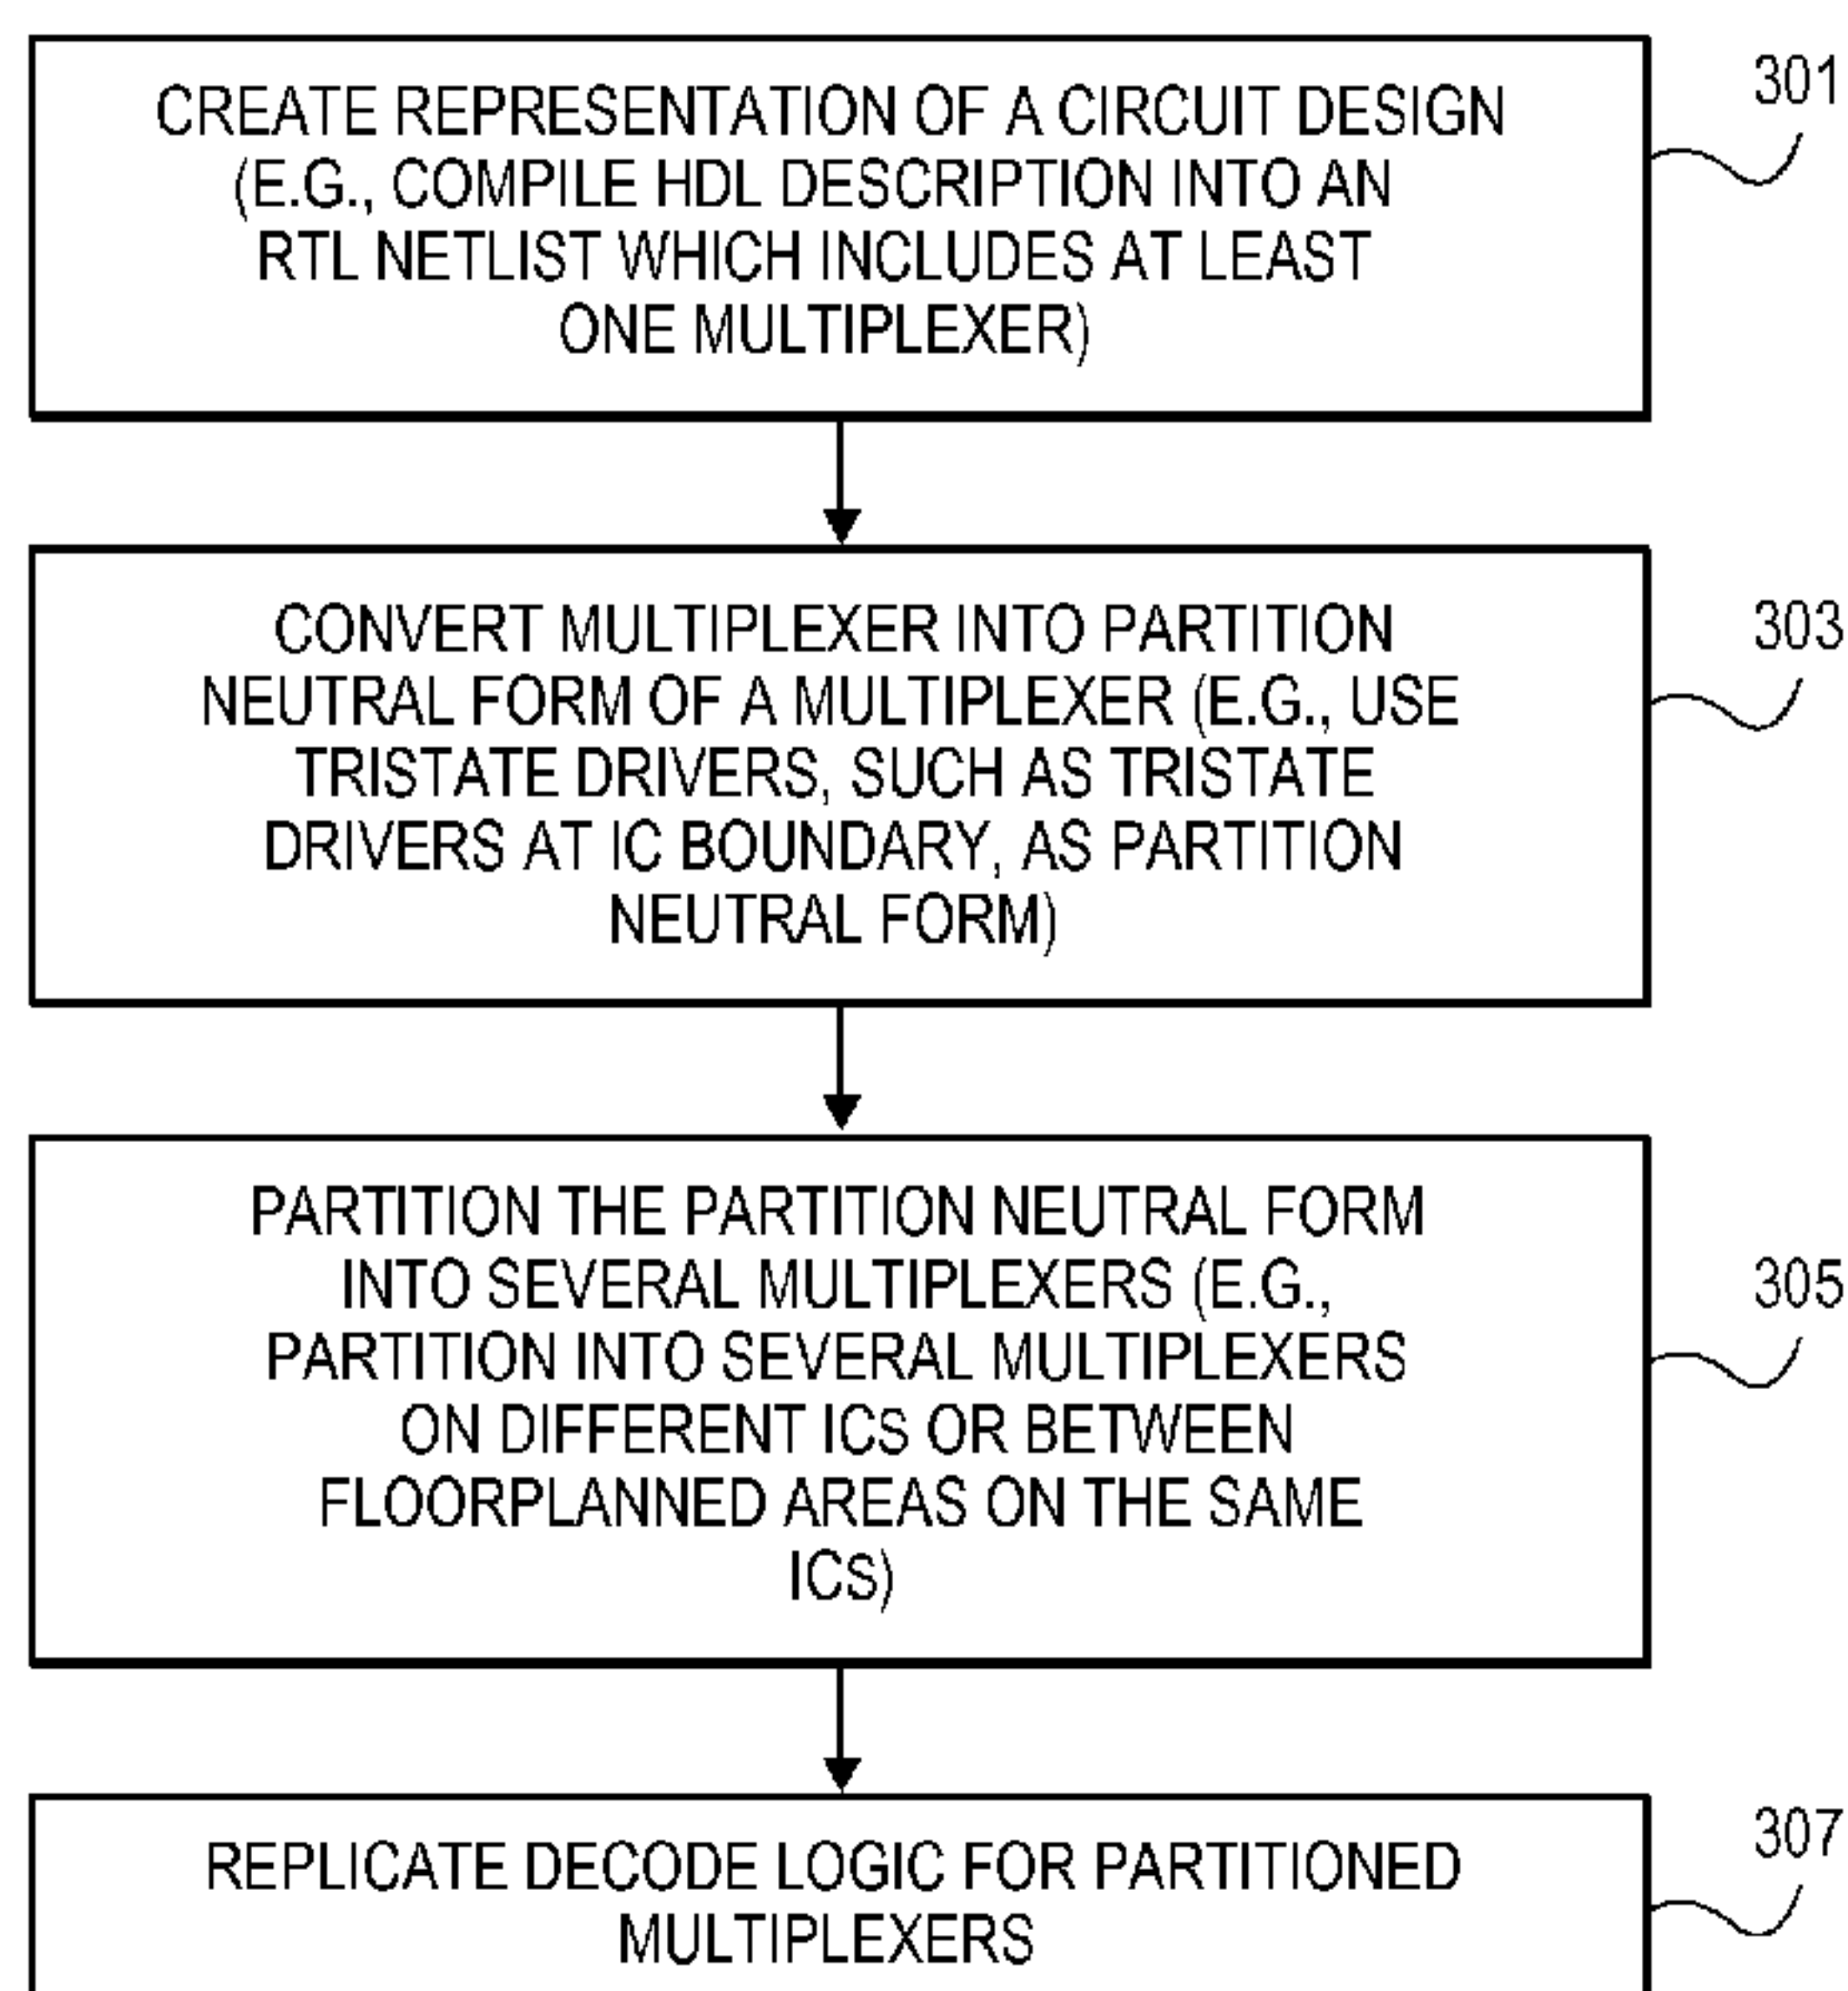 CREATE REPRESENTATION OF A CIRCUIT DESIGN
(E.G., COMPILE HDL DESCRIPTION INTO AN
RTL NETLIST WHICH INCLUDES AT LEAST
ONE MULTIPLEXER)
301
CONVERT MULTIPLEXER INTO PARTITION
NEUTRAL FORM OF A MULTIPLEXER (E.G., USE
TRISTATE DRIVERS, SUCH AS TRISTATE
DRIVERS AT IC BOUNDARY, AS PARTITION
NEUTRAL FORM)
303
PARTITION THE PARTITION NEUTRAL FORM
INTO SEVERAL MULTIPLEXERS (E.G.,
PARTITION INTO SEVERAL MULTIPLEXERS
ON DIFFERENT ICS OR BETWEEN
FLOORPLANNED AREAS ON THE SAME
ICS)
305
REPLICATE DECODE LOGIC FOR PARTITIONED
MULTIPLEXERS
307